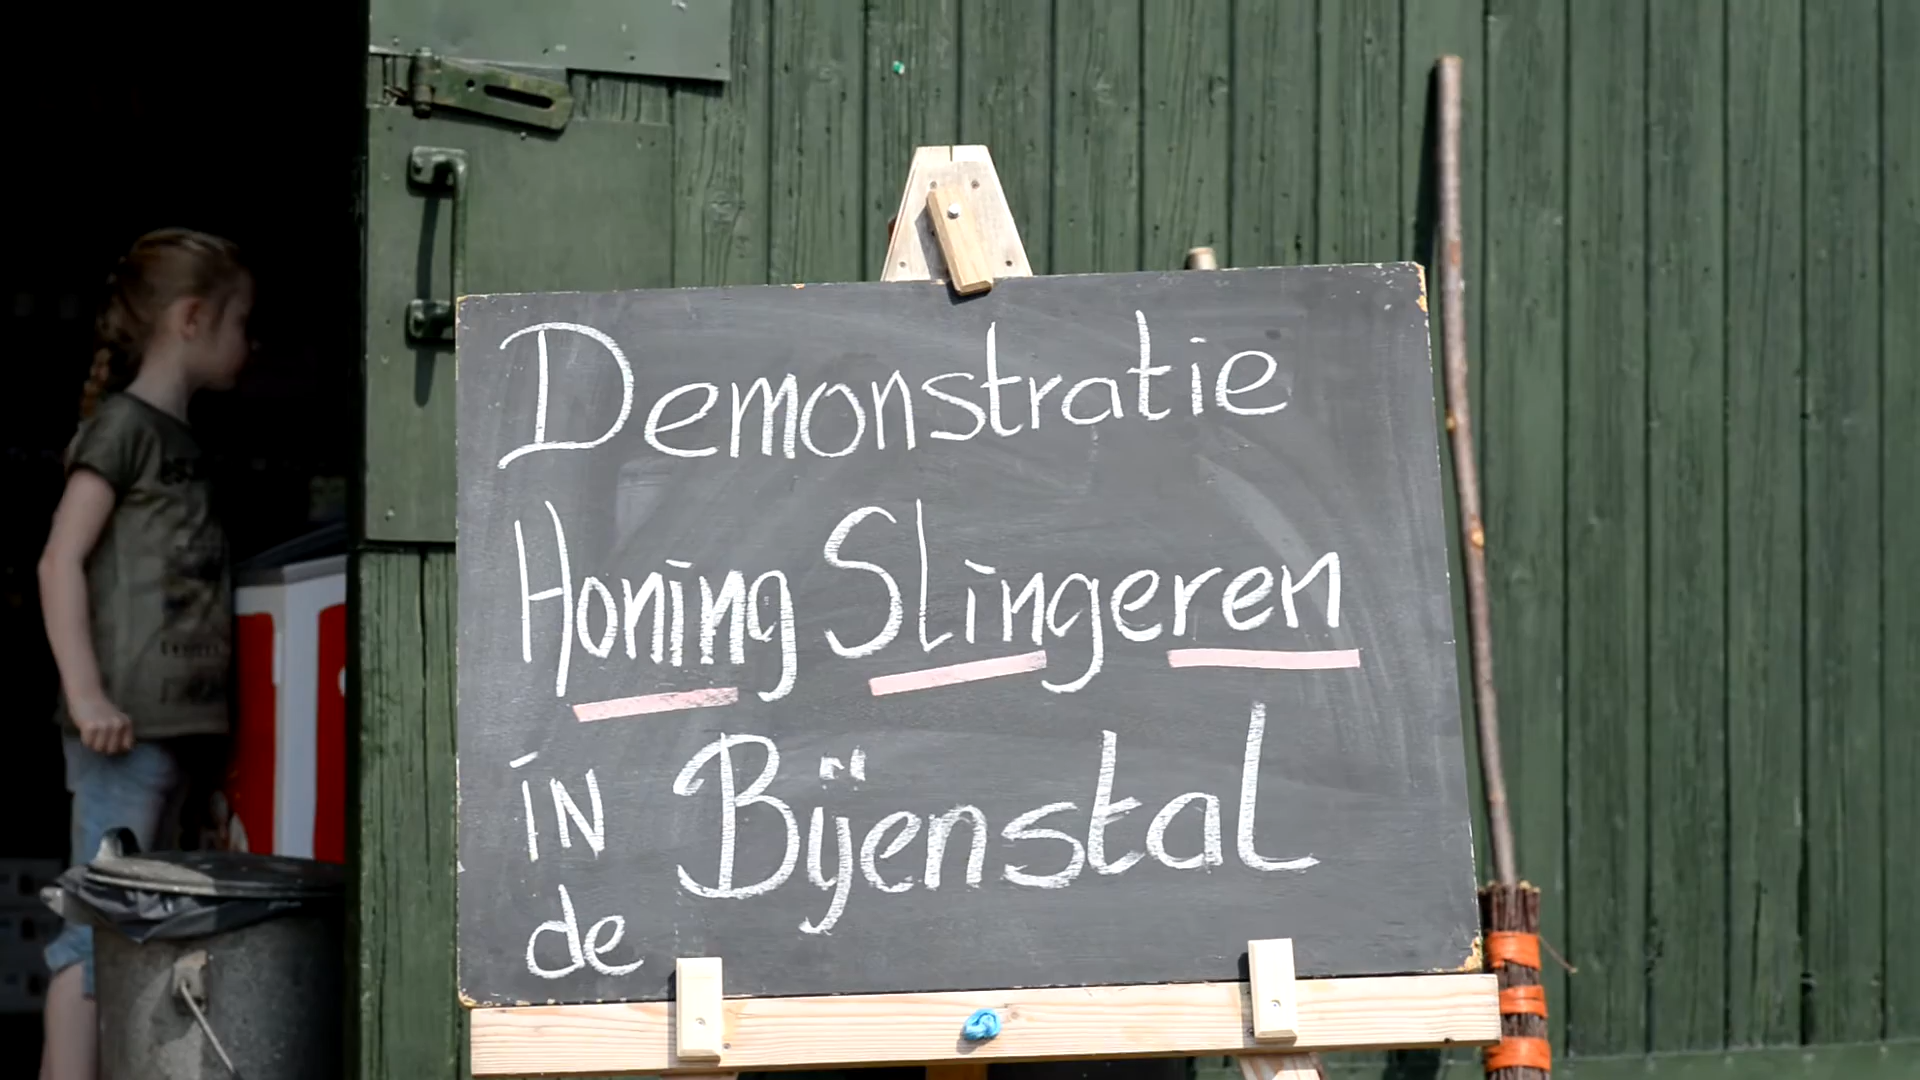 Demonstratie
Honing Slingeren
in de Bijenstal